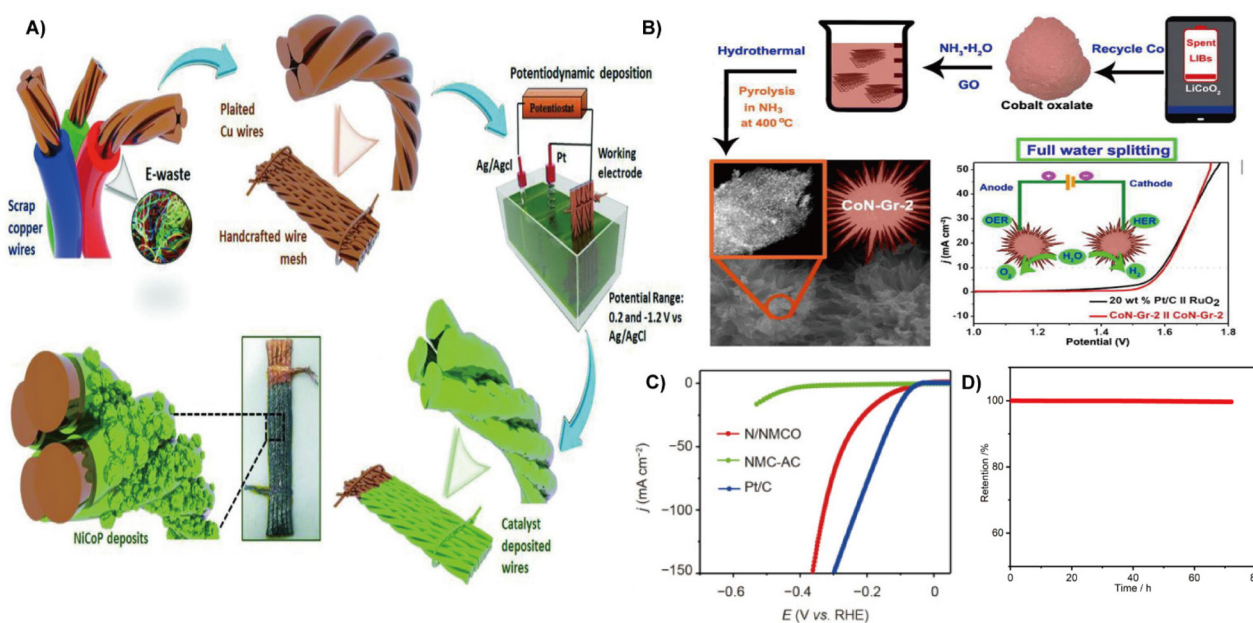 A)
Scrap
copper
wires
E-waste
Plaited
Cu wires
Handcrafted wire
mesh
Potentiodynamic deposition
Potentiostat
Ag/Agcl
Pt
Working
electrode
Potential Range:
0.2 and -1.2 V vs
Ag/AgCl
NiCoP deposits
Catalyst
deposited
wires
B)
Hydrothermal
Pyrolysis
in NH₃
at 400 °C
NH₃•H₂O
GO
Cobalt oxalate
Recycle Co
Spent
LIBs
LiCoO₂
CoN-Gr-2
Full water splitting
Anode
+
−
Cathode
OER
HER
H₂O
O₂
H₂
20 wt % Pt/C II RuO₂
CoN-Gr-2 II CoN-Gr-2
j (mA cm⁻²)
50
40
30
20
10
0
-10
1.0
1.2
1.4
1.6
1.8
Potential (V)
C)
j (mA cm⁻²)
0
−50
−100
−150
N/NMCO
NMC-AC
Pt/C
−0.6
−0.4
−0.2
0
E (V vs. RHE)
D)
Retention /%
100
80
60
0
20
40
60
Time / h